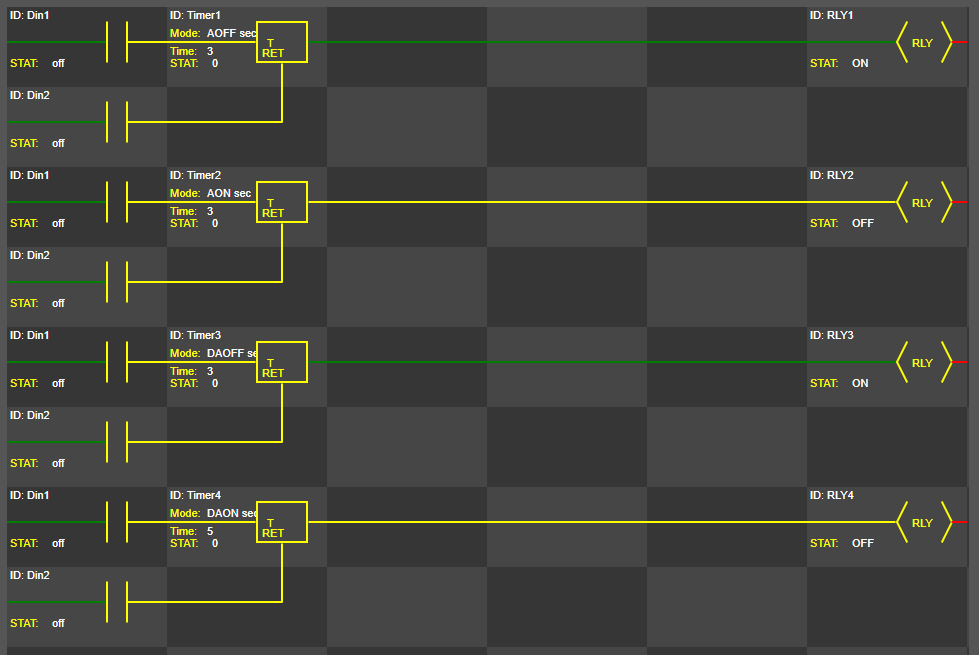 ID: Din1 ID: Timer1 ID: RLY1
Mode: AOFF sec
T
Time: 3 RET RLY
STAT: off STAT: 0 STAT: ON
ID: Din2
STAT: off
ID: Din1 ID: Timer2 ID: RLY2
Mode: AON sec
T
Time: 3 RET RLY
STAT: off STAT: 0 STAT: OFF
ID: Din2
STAT: off
ID: Din1 ID: Timer3 ID: RLY3
Mode: DAOFF se
T
Time: 3 RET RLY
STAT: off STAT: 0 STAT: ON
ID: Din2
STAT: off
ID: Din1 ID: Timer4 ID: RLY4
Mode: DAON sec
T
Time: 5 RET RLY
STAT: off STAT: 0 STAT: OFF
ID: Din2
STAT: off